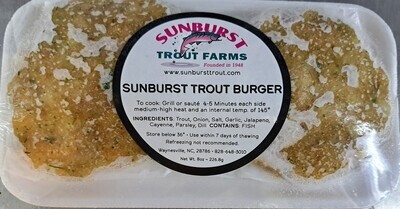 SUNBURST
TROUT FARMS
Founded in 1948
www.sunbursttrout.com
SUNBURST TROUT BURGER
To cook: Grill or sauté 4-5 Minutes each side
medium-high heat and an internal temp. of 145°
INGREDIENTS: Trout, Onion, Salt, Garlic, Jalapeno,
Cayenne, Parsley, Dill CONTAINS: FISH
Store below 36° - Use within 7 days of thawing
Refreezing not recommended.
Waynesville, NC, 28786 - 828-648-3010
Net Wt. 8oz - 226.8g